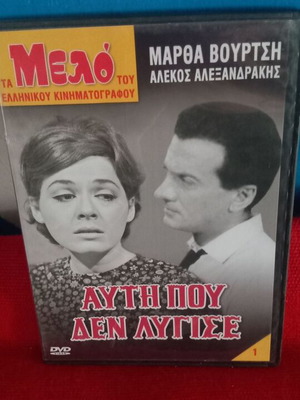 ΤΑ Μελό ΤΟΥ
ΕΛΛΗΝΙΚΟΥ ΚΙΝΗΜΑΤΟΓΡΑΦΟΥ
ΜΑΡΘΑ ΒΟΥΡΤΣΗ
ΑΛΕΚΟΣ ΑΛΕΞΑΝΔΡΑΚΗΣ
ΑΥΤΗ ΠΟΥ
ΔΕΝ ΛΥΓΙΣΕ
DVD
1